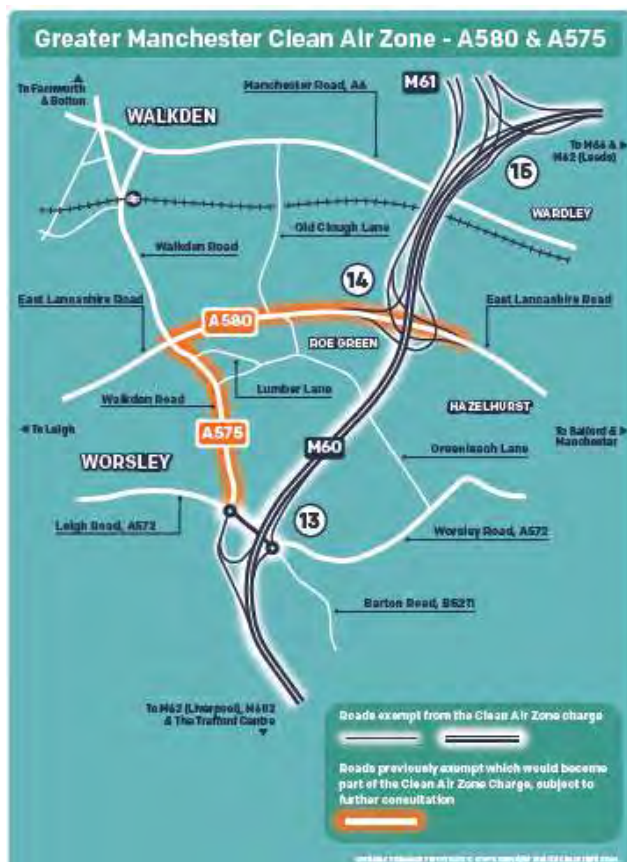 Greater Manchester Clean Air Zone - A580 & A575
To Farnworth
& Bolton
WALKDEN
Manchester Road, A6
M61
To M66 &
M62 (Leeds)
15
WARDLEY
Walkden Road
Old Clough Lane
14
East Lancashire Road
A580
East Lancashire Road
ROE GREEN
Lumber Lane
Walkden Road
HAZELHURST
To Leigh
A575
M60
To Salford &
Manchester
WORSLEY
Greenleach Lane
13
Leigh Road, A572
Worsley Road, A572
Barton Road, B5211
To M62 (Liverpool), M602
& The Trafford Centre
Roads exempt from the Clean Air Zone charge
Roads previously exempt which would become
part of the Clean Air Zone Charge, subject to
further consultation